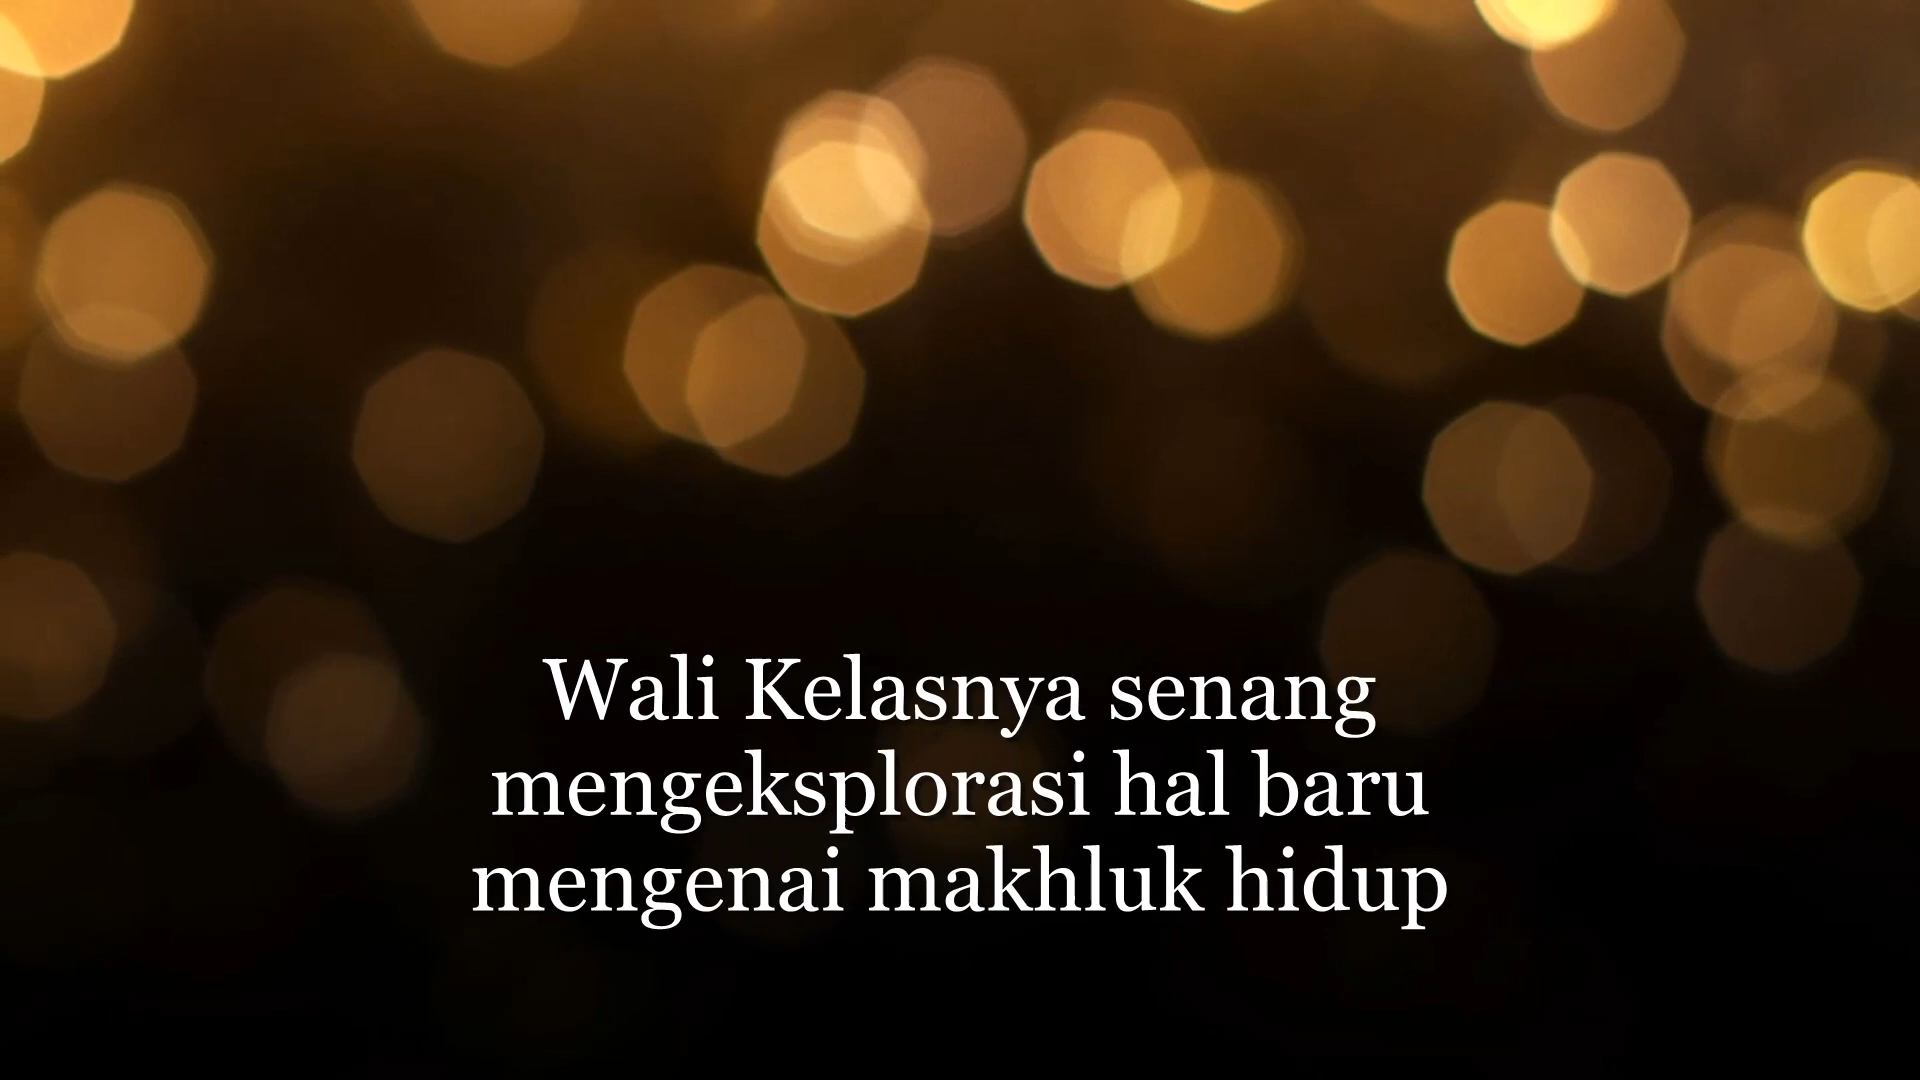 Wali Kelasnya senang
mengeksplorasi hal baru
mengenai makhluk hidup